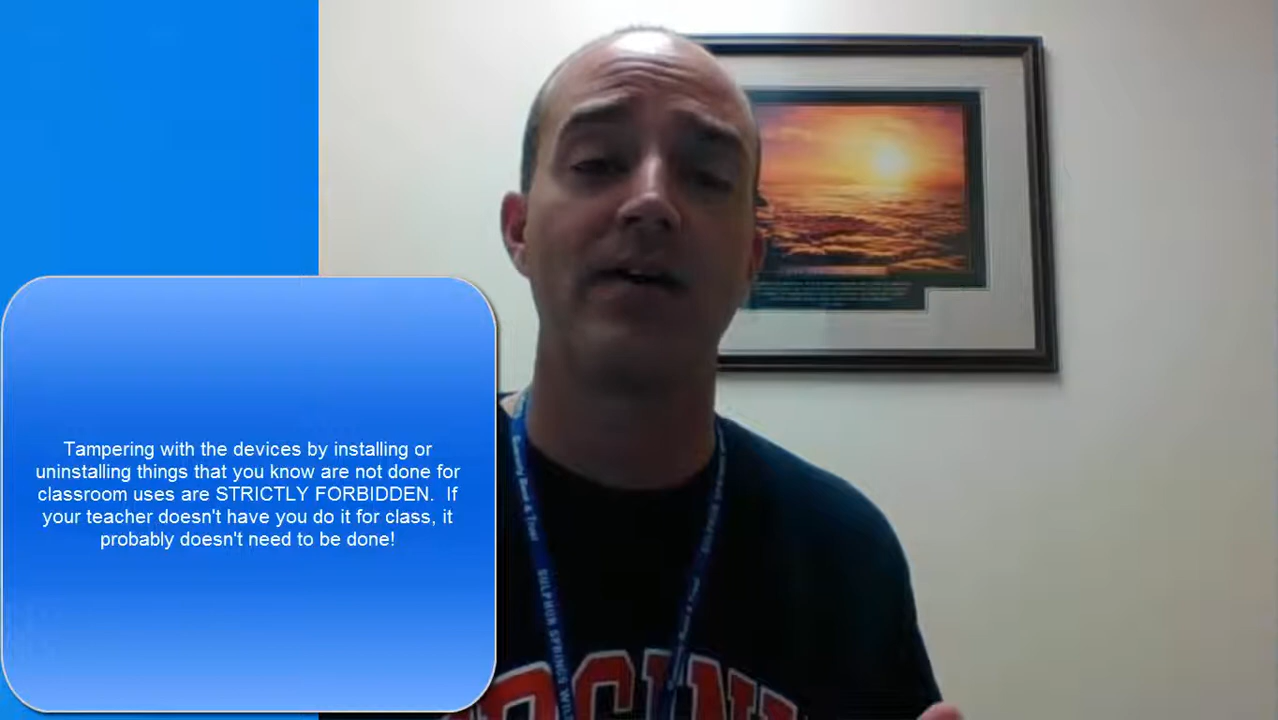 Tampering with the devices by installing or
uninstalling things that you know are not done for
classroom uses are STRICTLY FORBIDDEN.  If
your teacher doesn't have you do it for class, it
probably doesn't need to be done!
SULPHUR SPRINGS